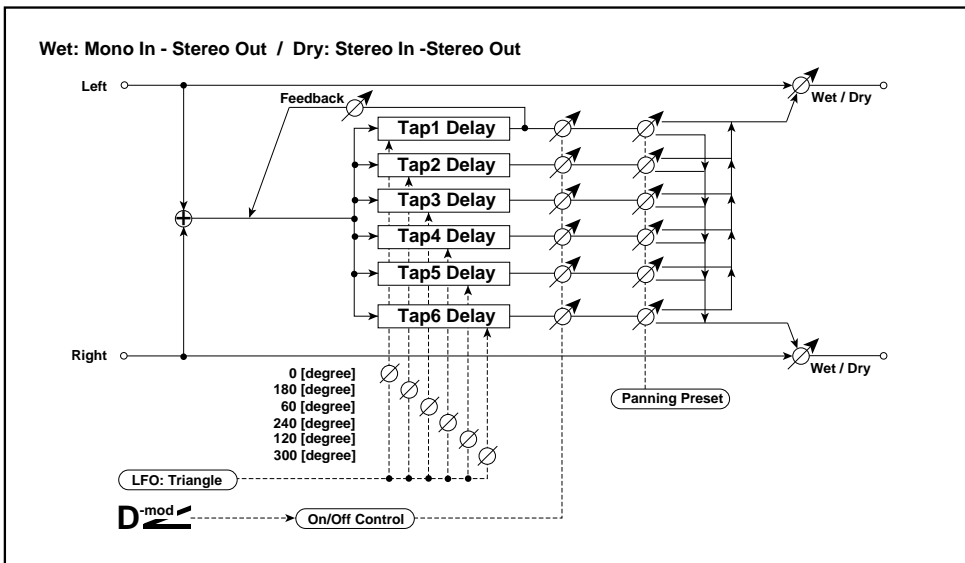 Wet: Mono In - Stereo Out / Dry: Stereo In -Stereo Out
Left
Wet / Dry
Feedback
Tap1 Delay
Tap2 Delay
Tap3 Delay
Tap4 Delay
Tap5 Delay
Tap6 Delay
Right
Wet / Dry
0 [degree]
180 [degree]
60 [degree]
240 [degree]
120 [degree]
300 [degree]
Panning Preset
LFO: Triangle
D-mod
On/Off Control